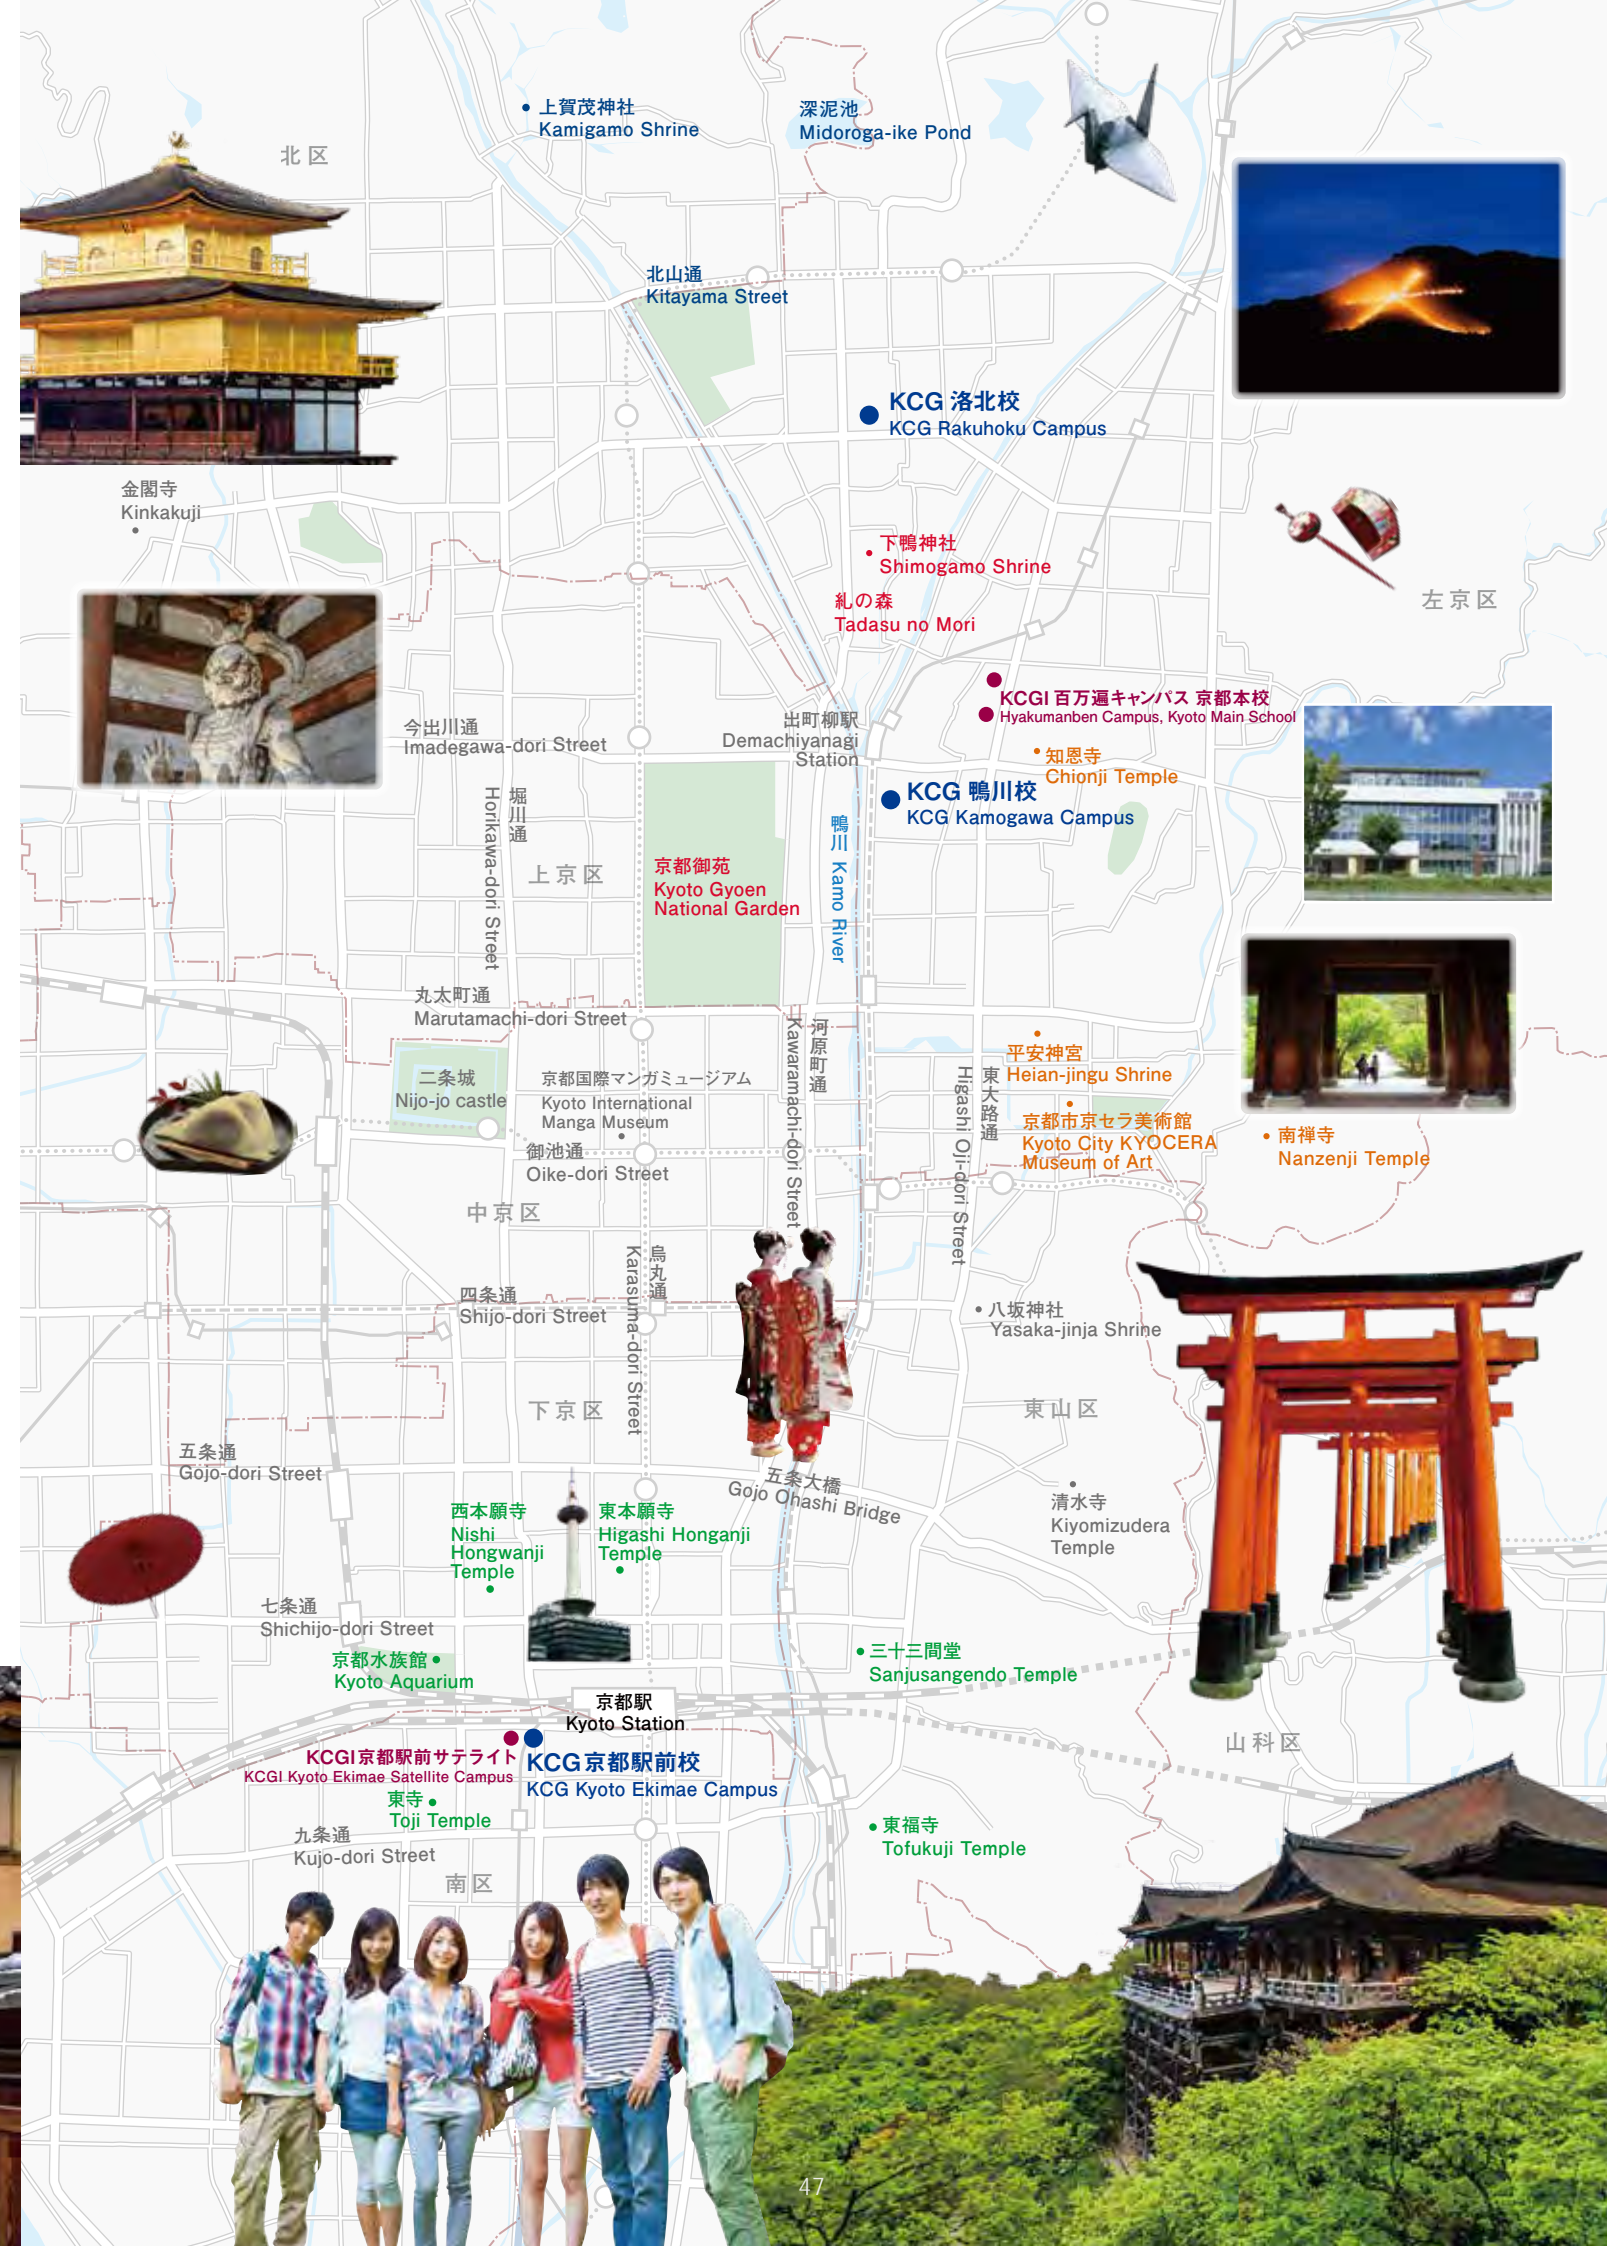 上賀茂神社
Kamigamo Shrine
深泥池
Midoroga-ike Pond
北区
北山通
Kitayama Street
KCG 洛北校
KCG Rakuhoku Campus
金閣寺
Kinkakuji
下鴨神社
Shimogamo Shrine
糺の森
Tadasu no Mori
左京区
KCGI 百万遍キャンパス 京都本校
Hyakumanben Campus, Kyoto Main School
今出川通
Imadegawa-dori Street
出町柳駅
Demachiyanagi
Station
知恩寺
Chionji Temple
KCG 鴨川校
KCG Kamogawa Campus
堀川通
Horikawa-dori Street
鴨川 Kamo River
上京区
京都御苑
Kyoto Gyoen
National Garden
丸太町通
Marutamachi-dori Street
河原町通
Kawaramachi-dori Street
平安神宮
Heian-jingu Shrine
東大路通
Higashi Oji-dori Street
二条城
Nijo-jo castle
京都国際マンガミュージアム
Kyoto International
Manga Museum
京都市京セラ美術館
Kyoto City KYOCERA
Museum of Art
南禅寺
Nanzenji Temple
御池通
Oike-dori Street
中京区
烏丸通
Karasuma-dori Street
四条通
Shijo-dori Street
八坂神社
Yasaka-jinja Shrine
下京区
東山区
五条通
Gojo-dori Street
五条大橋
Gojo Ohashi Bridge
清水寺
Kiyomizudera
Temple
西本願寺
Nishi
Hongwanji
Temple
東本願寺
Higashi Honganji
Temple
七条通
Shichijo-dori Street
京都水族館
Kyoto Aquarium
三十三間堂
Sanjusangendo Temple
京都駅
Kyoto Station
山科区
KCGI京都駅前サテライト
KCGI Kyoto Ekimae Satellite Campus
KCG京都駅前校
KCG Kyoto Ekimae Campus
東寺
Toji Temple
東福寺
Tofukuji Temple
九条通
Kujo-dori Street
南区
47